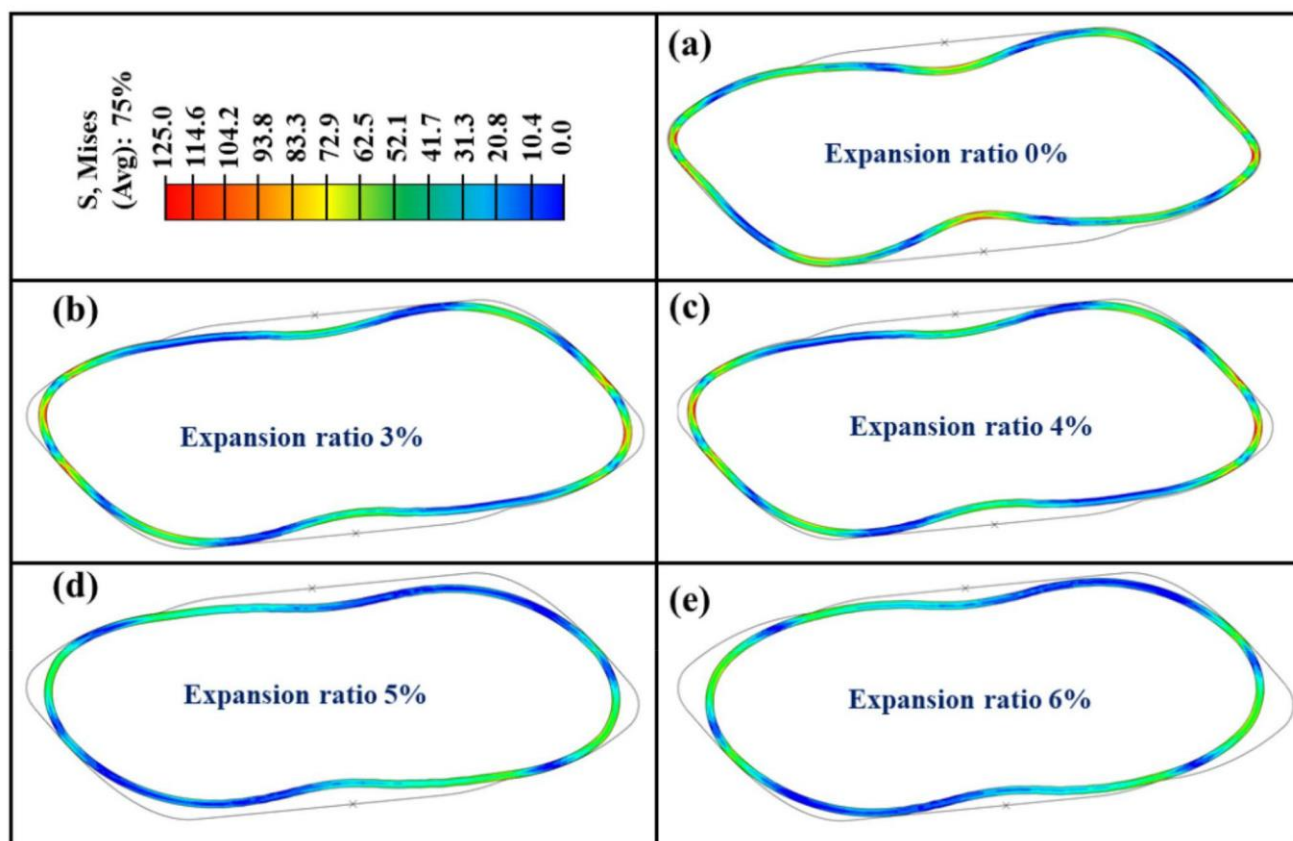 S, Mises
(Avg): 75%
125.0
114.6
104.2
93.8
83.3
72.9
62.5
52.1
41.7
31.3
20.8
10.4
0.0
(a)
Expansion ratio 0%
(b)
Expansion ratio 3%
(c)
Expansion ratio 4%
(d)
Expansion ratio 5%
(e)
Expansion ratio 6%